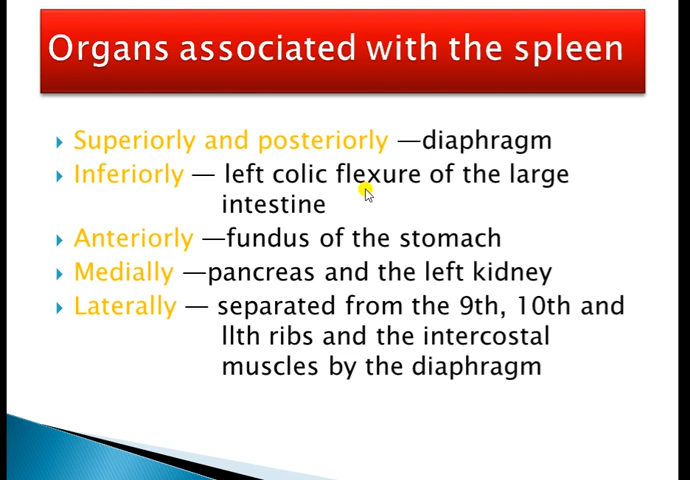 Organs associated with the spleen
Superiorly and posteriorly —diaphragm
Inferiorly — left colic flexure of the large
intestine
Anteriorly —fundus of the stomach
Medially —pancreas and the left kidney
Laterally — separated from the 9th, 10th and
llth ribs and the intercostal
muscles by the diaphragm